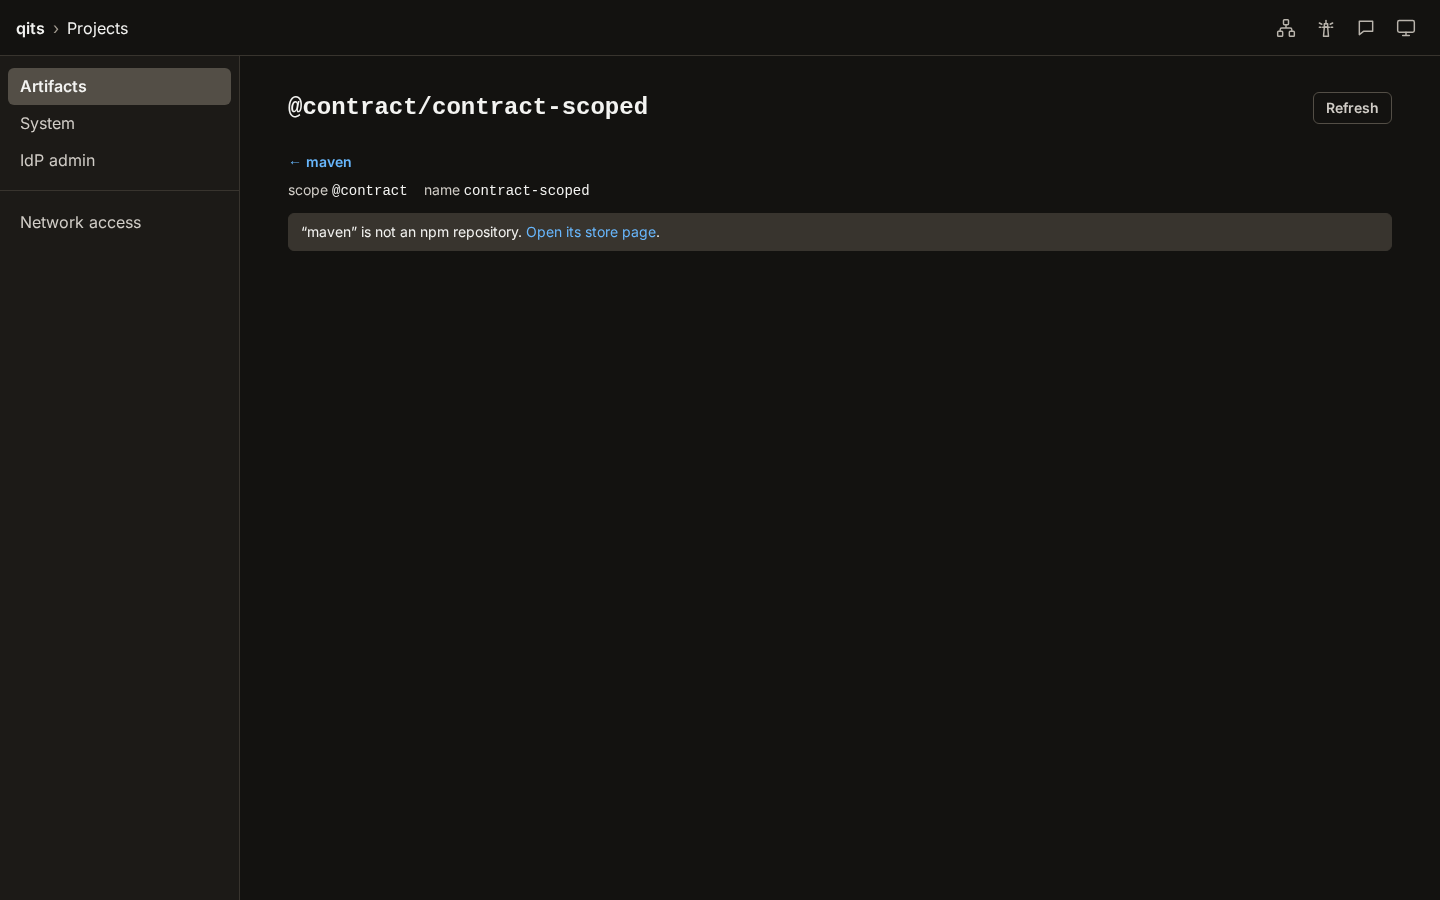 qits › Projects
Artifacts
System
IdP admin
Network access
@contract/contract-scoped
Refresh
← maven
scope @contract name contract-scoped
“maven” is not an npm repository. Open its store page.